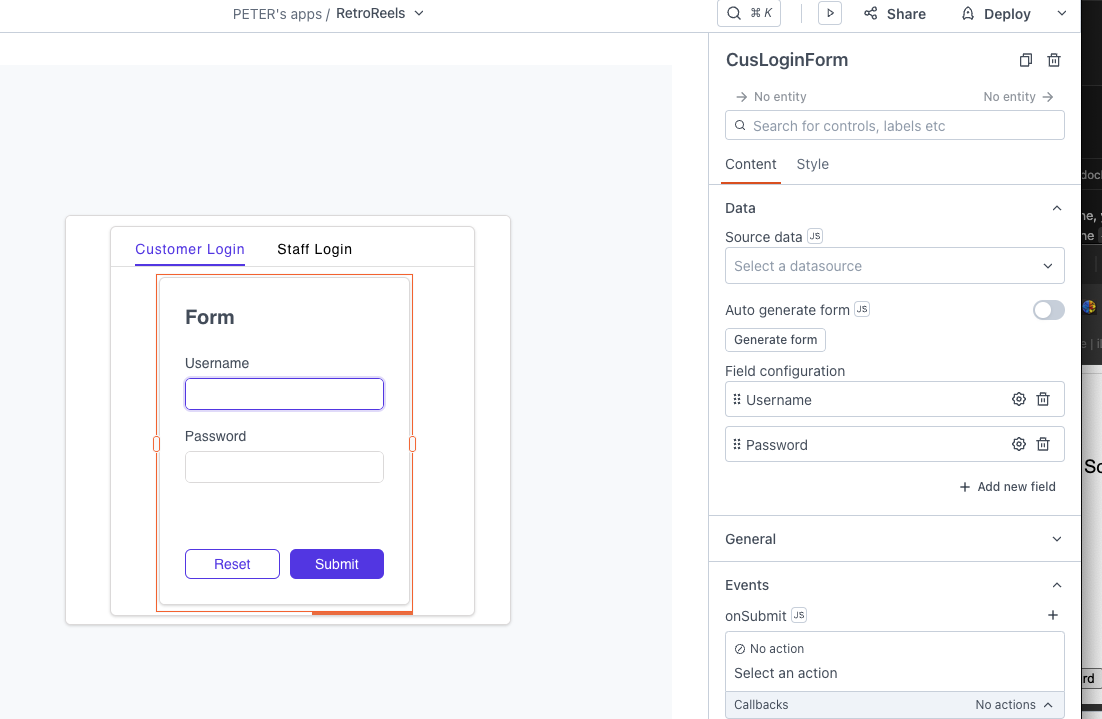 PETER's apps / RetroReels
⌘ K
Share
Deploy
CusLoginForm
No entity
No entity
Search for controls, labels etc
Content
Style
Data
Source data JS
Select a datasource
Auto generate form JS
Generate form
Field configuration
Username
Password
+ Add new field
General
Events
onSubmit JS
No action
Select an action
Callbacks
No actions
Customer Login
Staff Login
Form
Username
Password
Reset
Submit